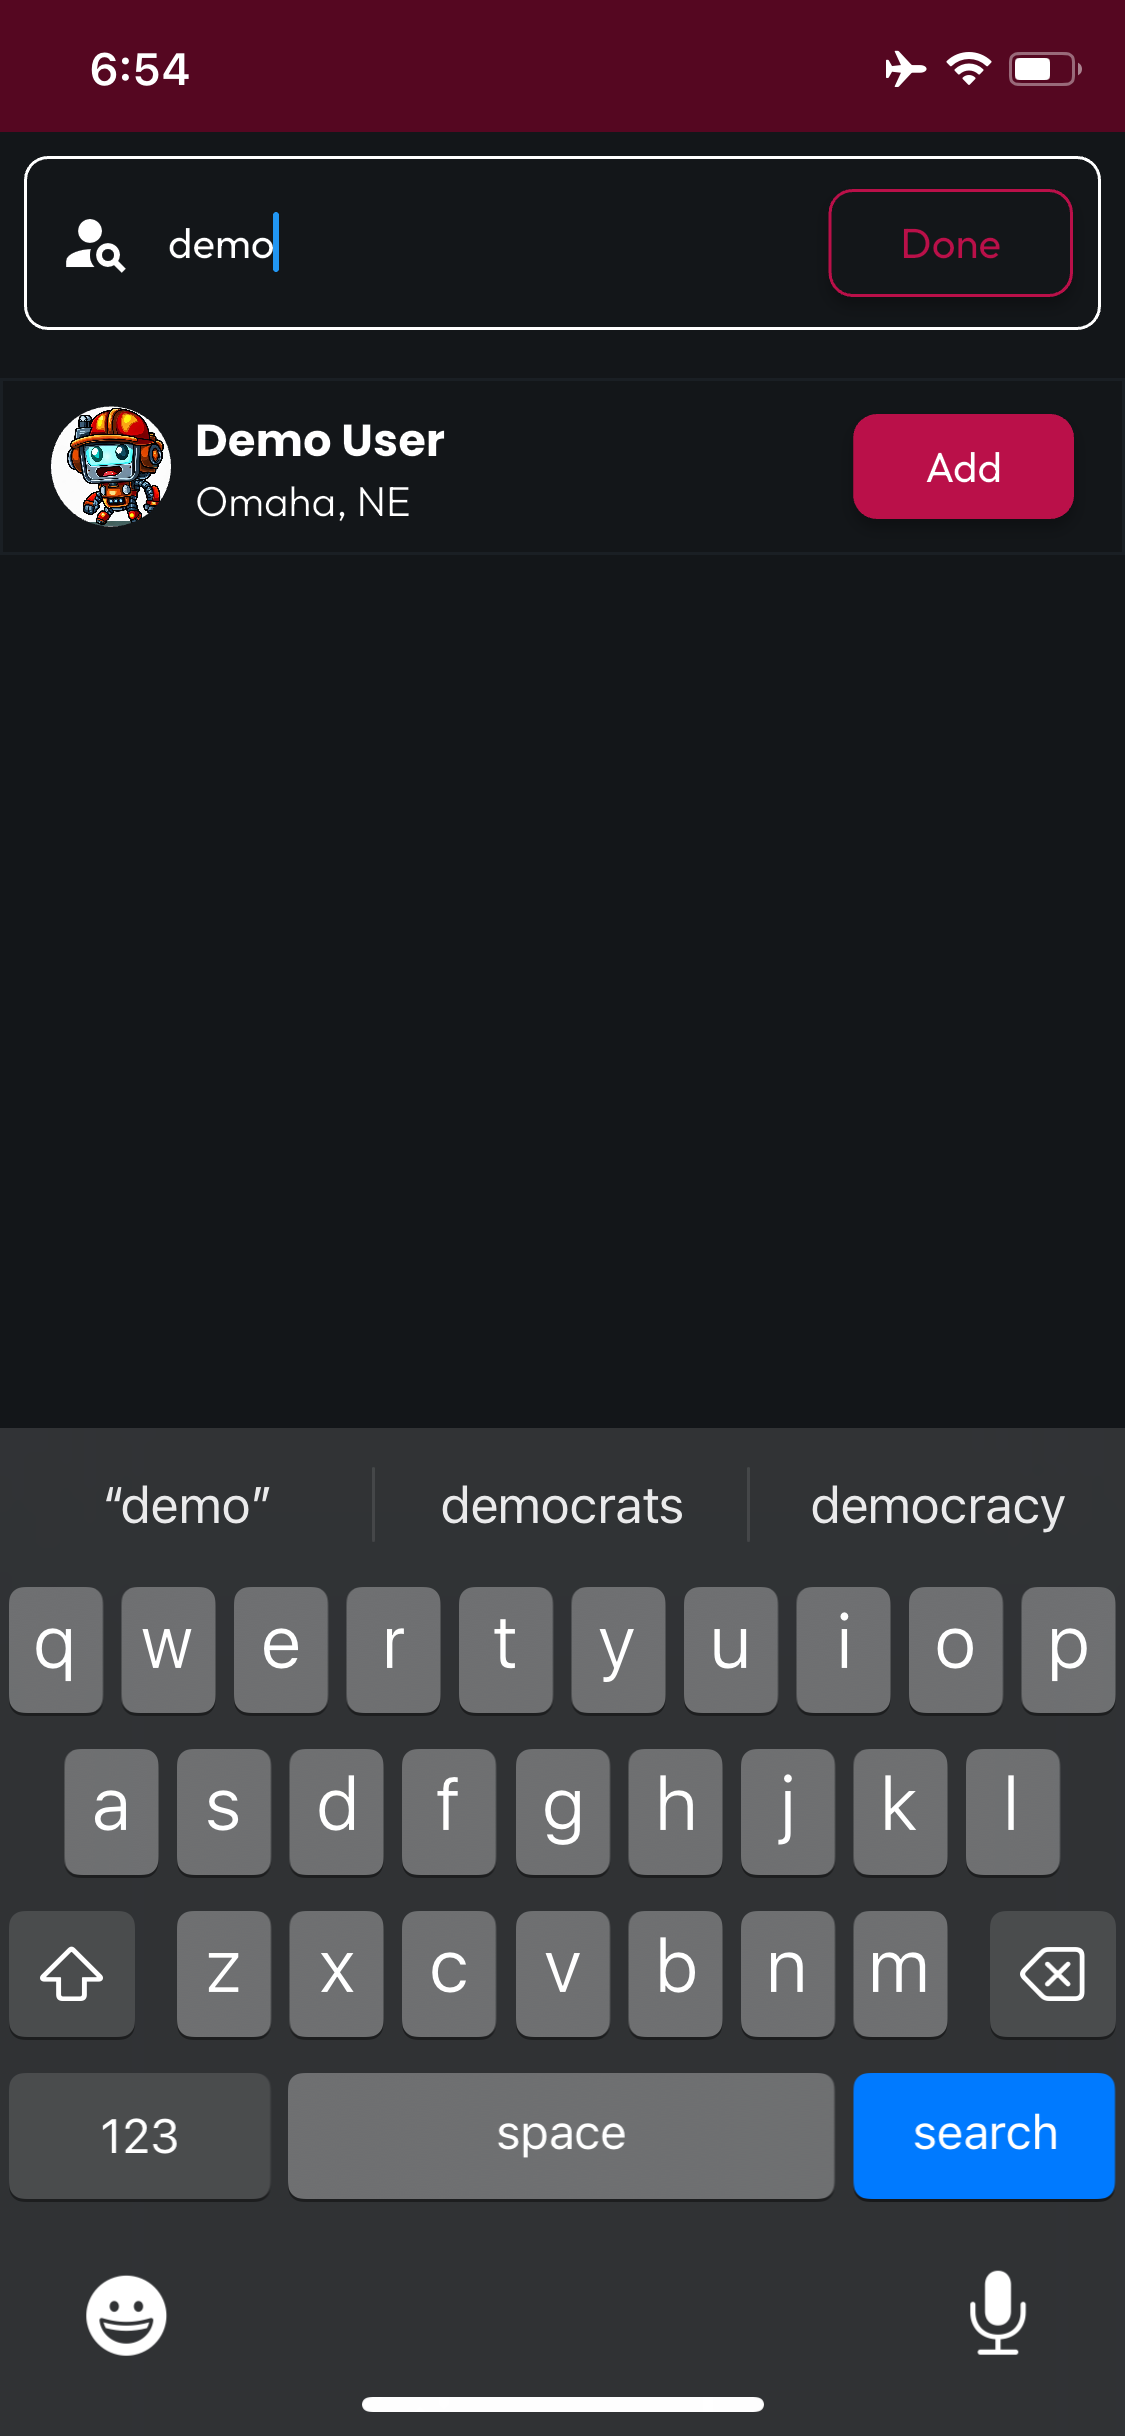 6:54
demo
Done
Demo User
Omaha, NE
Add
“demo”
democrats
democracy
q w e r t y u i o p
a s d f g h j k l
z x c v b n m
123
space
search